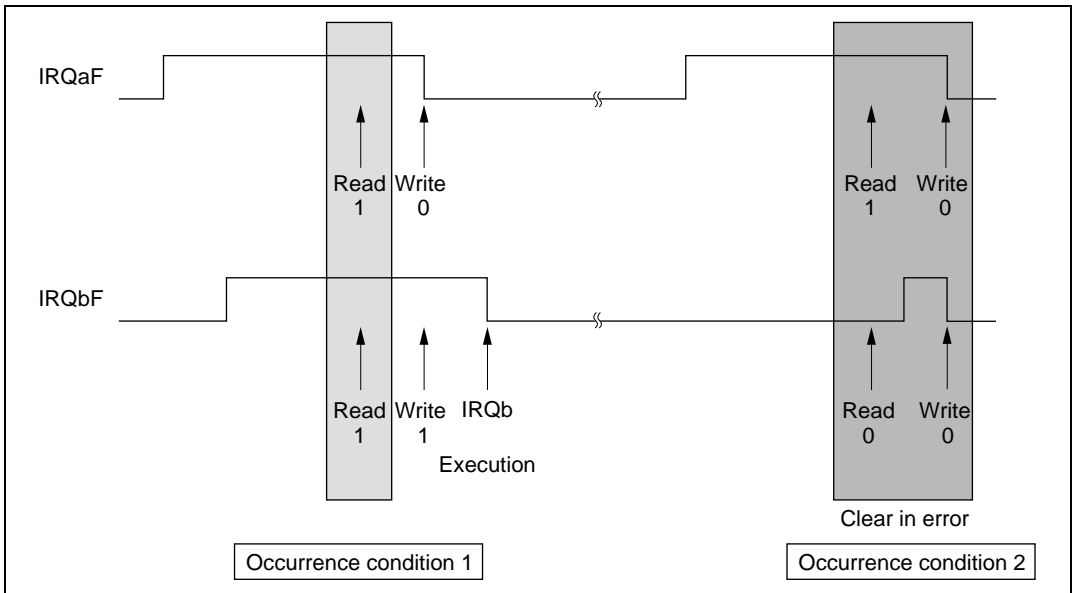 IRQaF
Read Write Read Write
1 0 1 0
IRQbF
Read Write IRQb Read Write
1 1 0 0
Execution
Clear in error
Occurrence condition 1 Occurrence condition 2